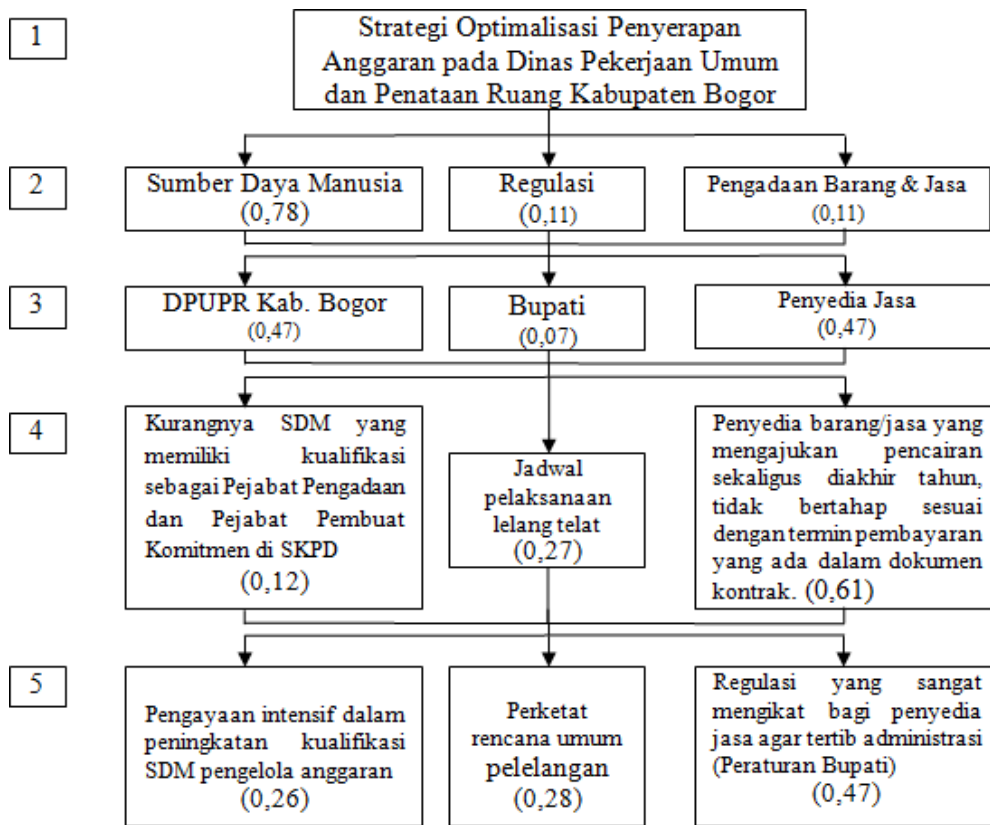 1
Strategi Optimalisasi Penyerapan
Anggaran pada Dinas Pekerjaan Umum
dan Penataan Ruang Kabupaten Bogor
2
Sumber Daya Manusia
(0,78)
Regulasi
(0,11)
Pengadaan Barang & Jasa
(0,11)
3
DPUPR Kab. Bogor
(0,47)
Bupati
(0,07)
Penyedia Jasa
(0,47)
4
Kurangnya SDM yang
memiliki kualifikasi
sebagai Pejabat Pengadaan
dan Pejabat Pembuat
Komitmen di SKPD
(0,12)
Jadwal
pelaksanaan
lelang telat
(0,27)
Penyedia barang/jasa yang
mengajukan pencairan
sekaligus diakhir tahun,
tidak bertahap sesuai
dengan termin pembayaran
yang ada dalam dokumen
kontrak. (0,61)
5
Pengayaan intensif dalam
peningkatan kualifikasi
SDM pengelola anggaran
(0,26)
Perketat
rencana umum
pelelangan
(0,28)
Regulasi yang sangat
mengikat bagi penyedia
jasa agar tertib administrasi
(Peraturan Bupati)
(0,47)